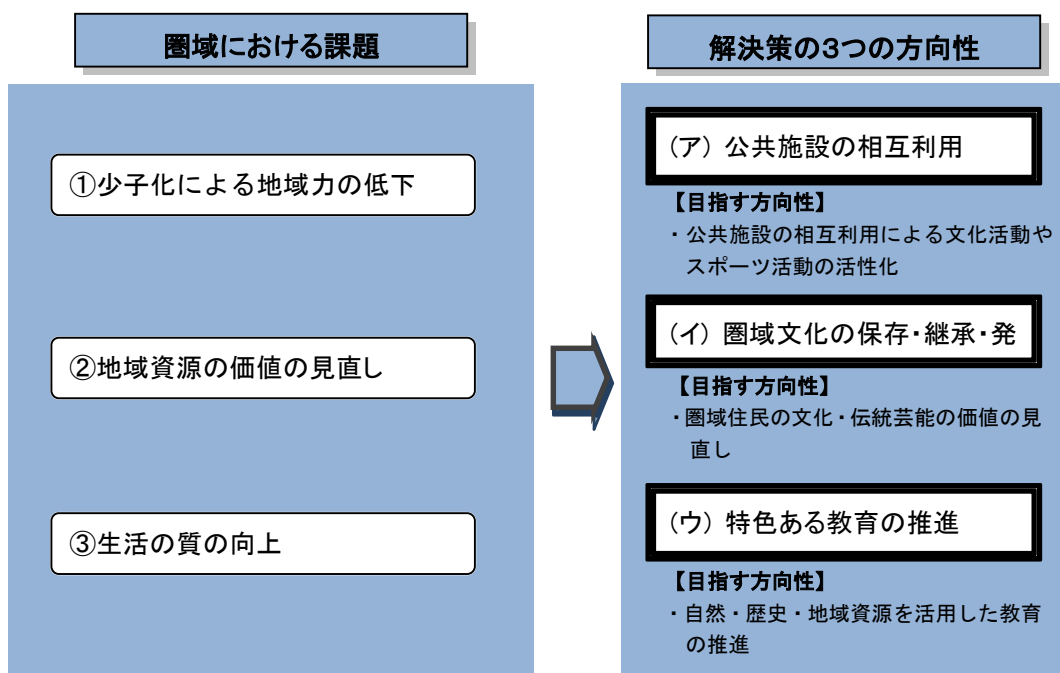 圏域における課題
①少子化による地域力の低下
②地域資源の価値の見直し
③生活の質の向上
解決策の3つの方向性
(ア) 公共施設の相互利用
【目指す方向性】
・公共施設の相互利用による文化活動や
スポーツ活動の活性化
(イ) 圏域文化の保存・継承・発
【目指す方向性】
・圏域住民の文化・伝統芸能の価値の見
直し
(ウ) 特色ある教育の推進
【目指す方向性】
・自然・歴史・地域資源を活用した教育
の推進